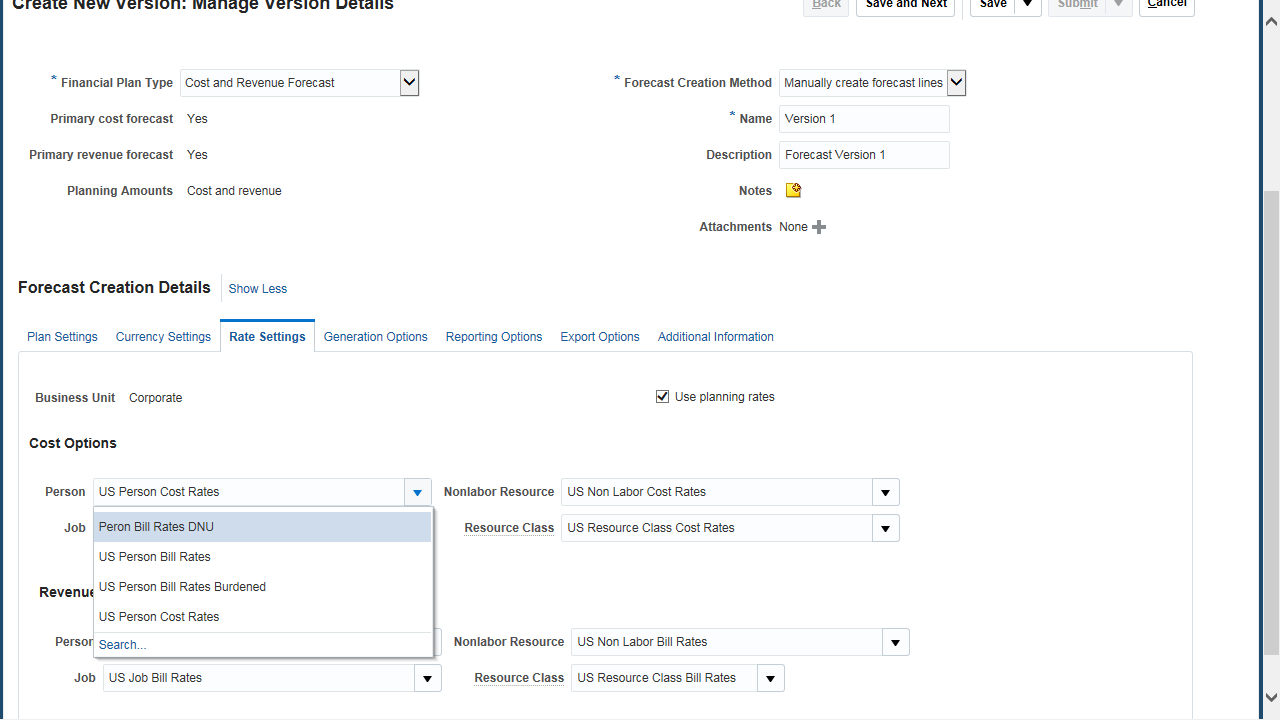 Create New Version: Manage Version Details
Back
Save and Next
Save
Submit
Cancel
* Financial Plan Type Cost and Revenue Forecast
* Forecast Creation Method Manually create forecast lines
Primary cost forecast Yes
* Name Version 1
Primary revenue forecast Yes
Description Forecast Version 1
Planning Amounts Cost and revenue
Notes
Attachments None
Forecast Creation Details Show Less
Plan Settings Currency Settings Rate Settings Generation Options Reporting Options Export Options Additional Information
Business Unit Corporate
Use planning rates
Cost Options
Person US Person Cost Rates
Nonlabor Resource US Non Labor Cost Rates
Job
Resource Class US Resource Class Cost Rates
Peron Bill Rates DNU
US Person Bill Rates
US Person Bill Rates Burdened
US Person Cost Rates
Search...
Revenue
Person
Nonlabor Resource US Non Labor Bill Rates
Job US Job Bill Rates
Resource Class US Resource Class Bill Rates